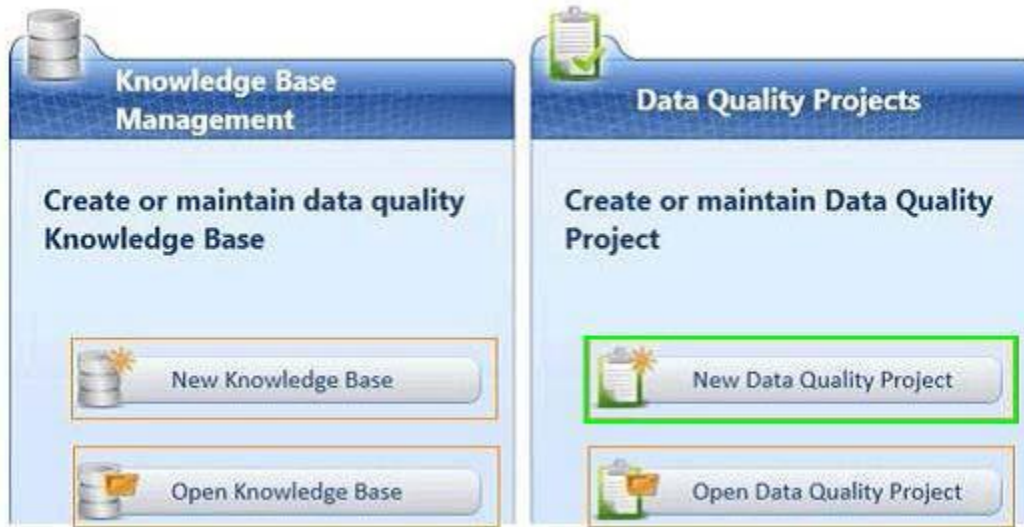 Knowledge Base
Management
Create or maintain data quality
Knowledge Base
New Knowledge Base
Open Knowledge Base
Data Quality Projects
Create or maintain Data Quality
Project
New Data Quality Project
Open Data Quality Project